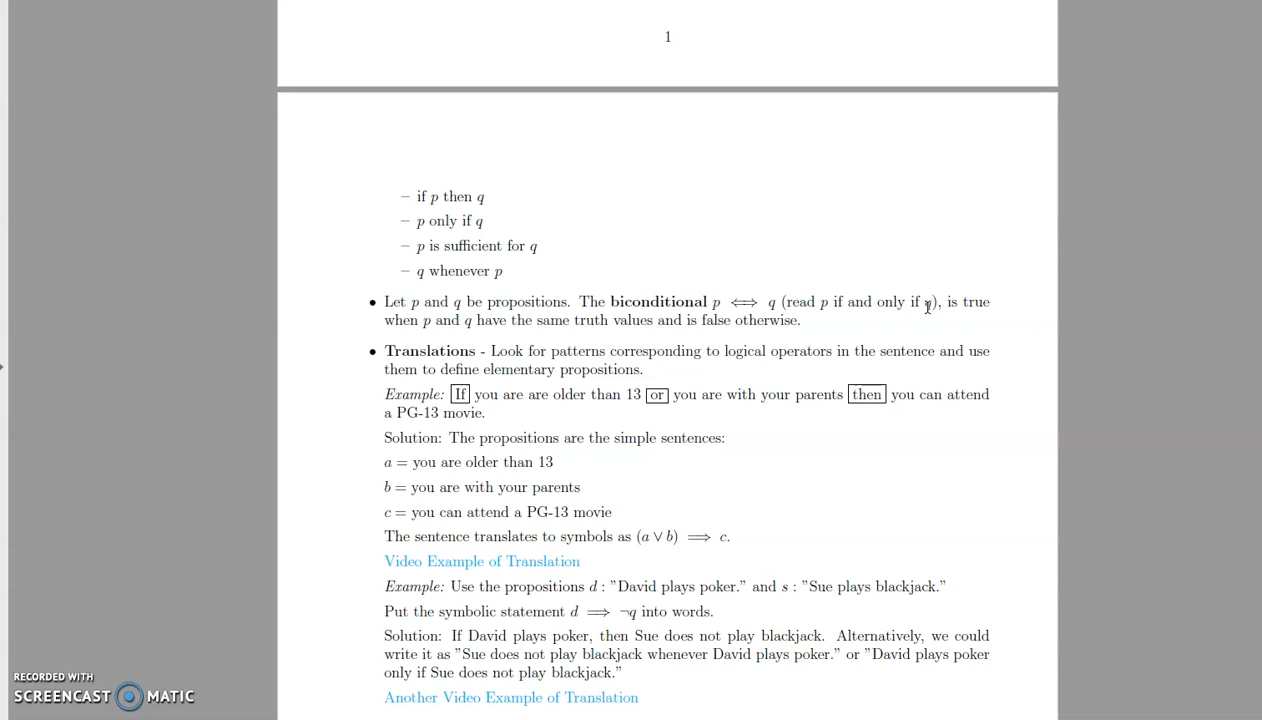 1
– if p then q
– p only if q
– p is sufficient for q
– q whenever p
• Let p and q be propositions. The biconditional p ⟺ q (read p if and only if q), is true
when p and q have the same truth values and is false otherwise.
• Translations - Look for patterns corresponding to logical operators in the sentence and use
them to define elementary propositions.
Example: If you are are older than 13 or you are with your parents then you can attend
a PG-13 movie.
Solution: The propositions are the simple sentences:
a = you are older than 13
b = you are with your parents
c = you can attend a PG-13 movie
The sentence translates to symbols as (a ∨ b) ⟹ c.
Video Example of Translation
Example: Use the propositions d : ”David plays poker.” and s : ”Sue plays blackjack.”
Put the symbolic statement d ⟹ ¬q into words.
Solution: If David plays poker, then Sue does not play blackjack. Alternatively, we could
write it as ”Sue does not play blackjack whenever David plays poker.” or ”David plays poker
only if Sue does not play blackjack.”
Another Video Example of Translation
RECORDED WITH
SCREENCAST MATIC